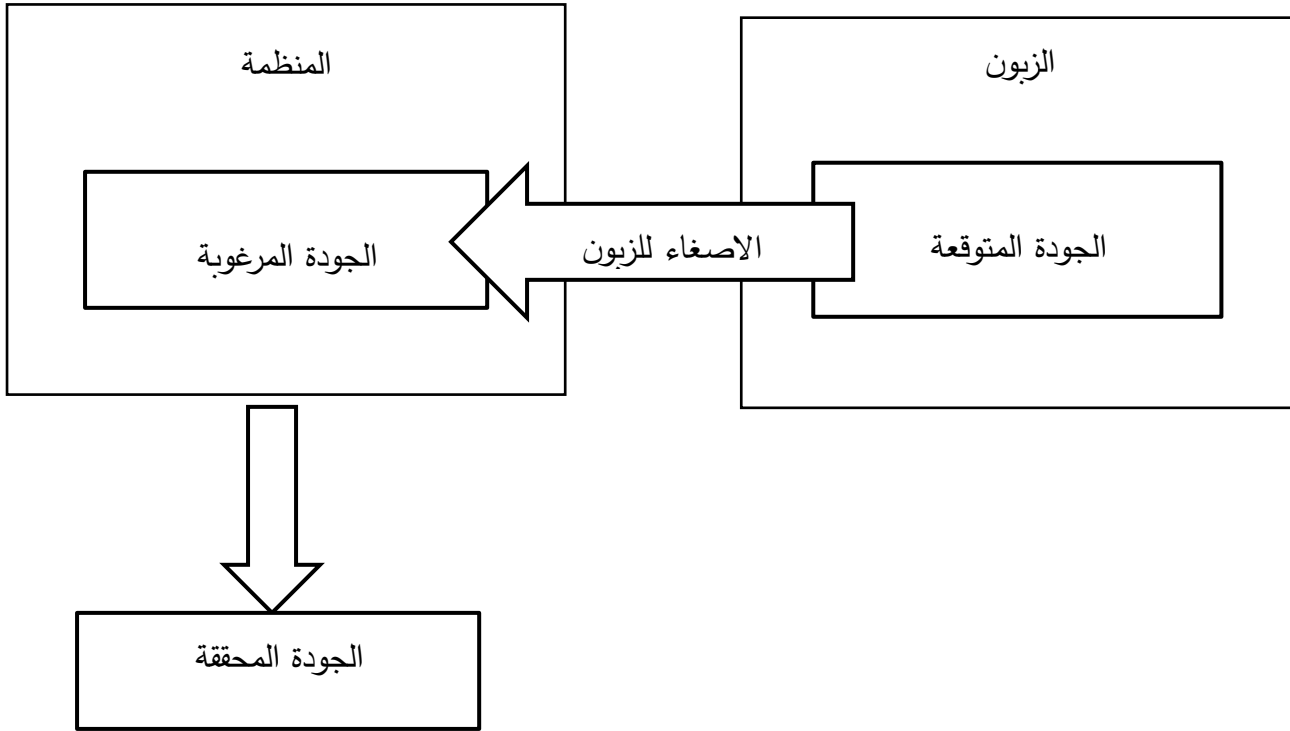 الزبون
المنظمة
الجودة المتوقعة
الاصغاء للزبون
الجودة المرغوبة
الجودة المحققة